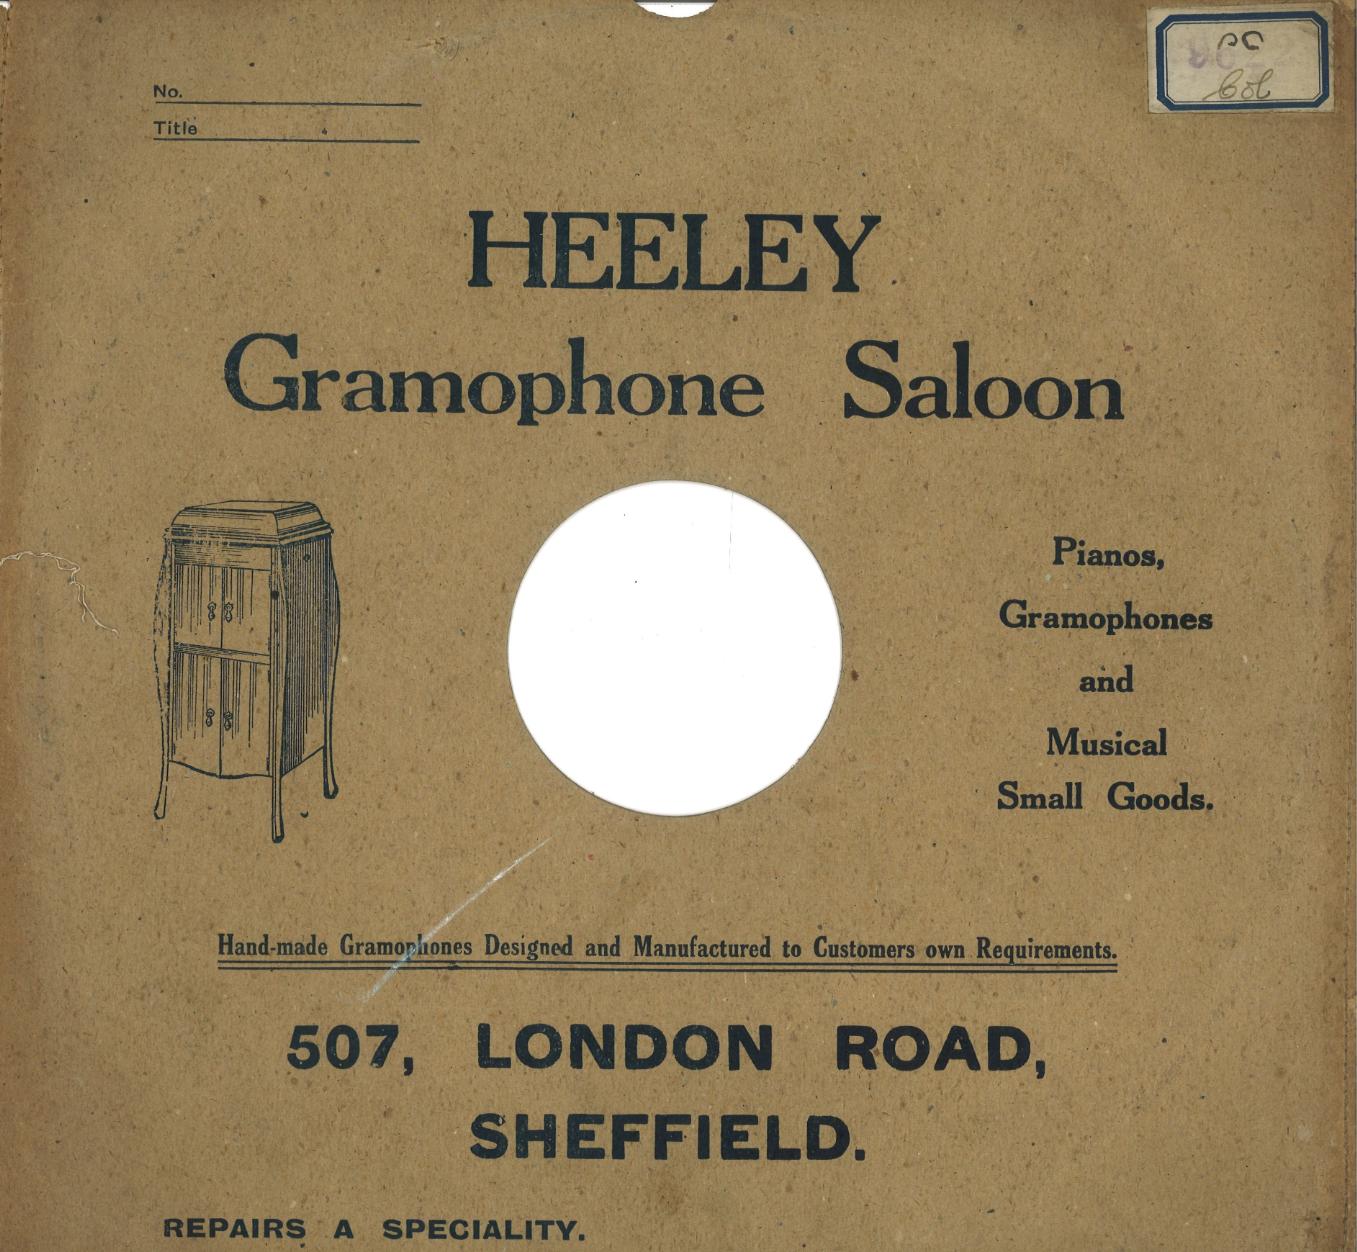 No.
Title
HEELEY
Gramophone Saloon
Pianos,
Gramophones
and
Musical
Small Goods.
Hand-made Gramophones Designed and Manufactured to Customers own Requirements.
507, LONDON ROAD,
SHEFFIELD.
REPAIRS A SPECIALITY.